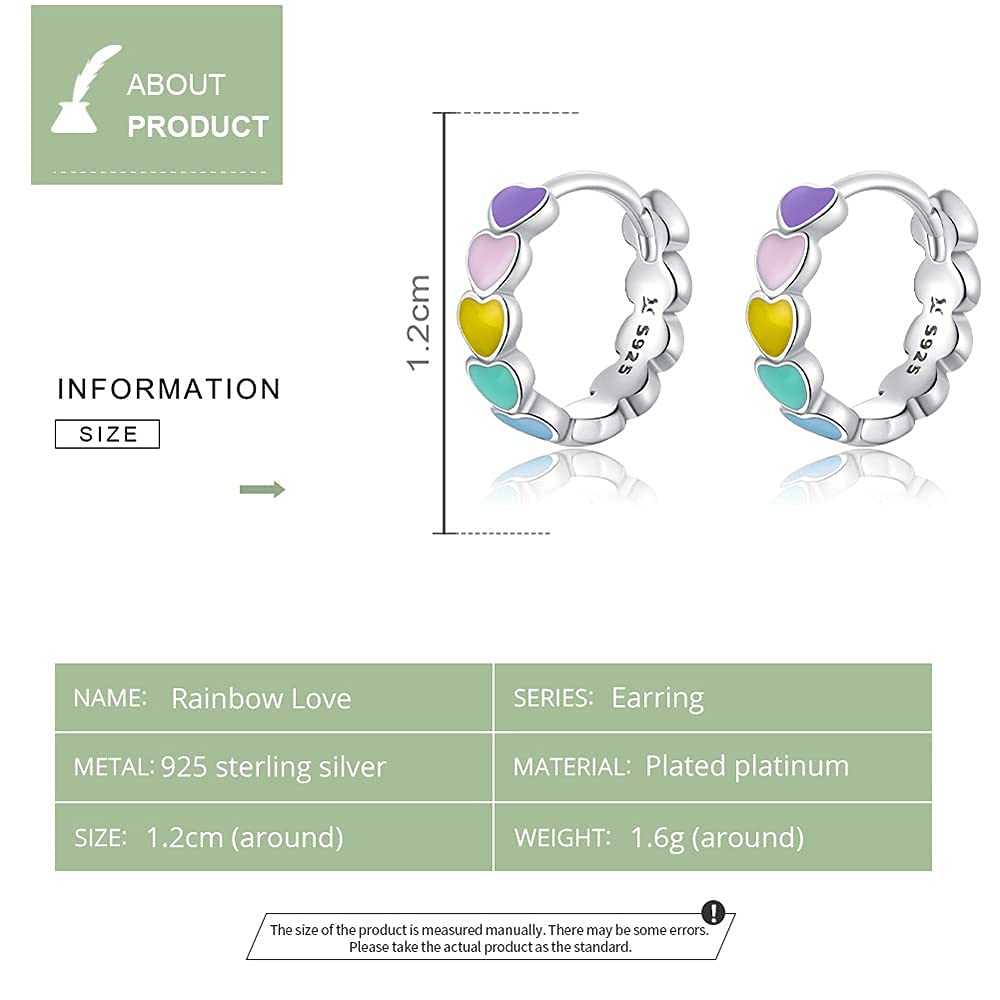 ABOUT
PRODUCT
1.2cm
S925
S925
INFORMATION
SIZE
NAME: Rainbow Love
SERIES: Earring
METAL: 925 sterling silver
MATERIAL: Plated platinum
SIZE: 1.2cm (around)
WEIGHT: 1.6g (around)
!
The size of the product is measured manually. There may be some errors.
Please take the actual product as the standard.